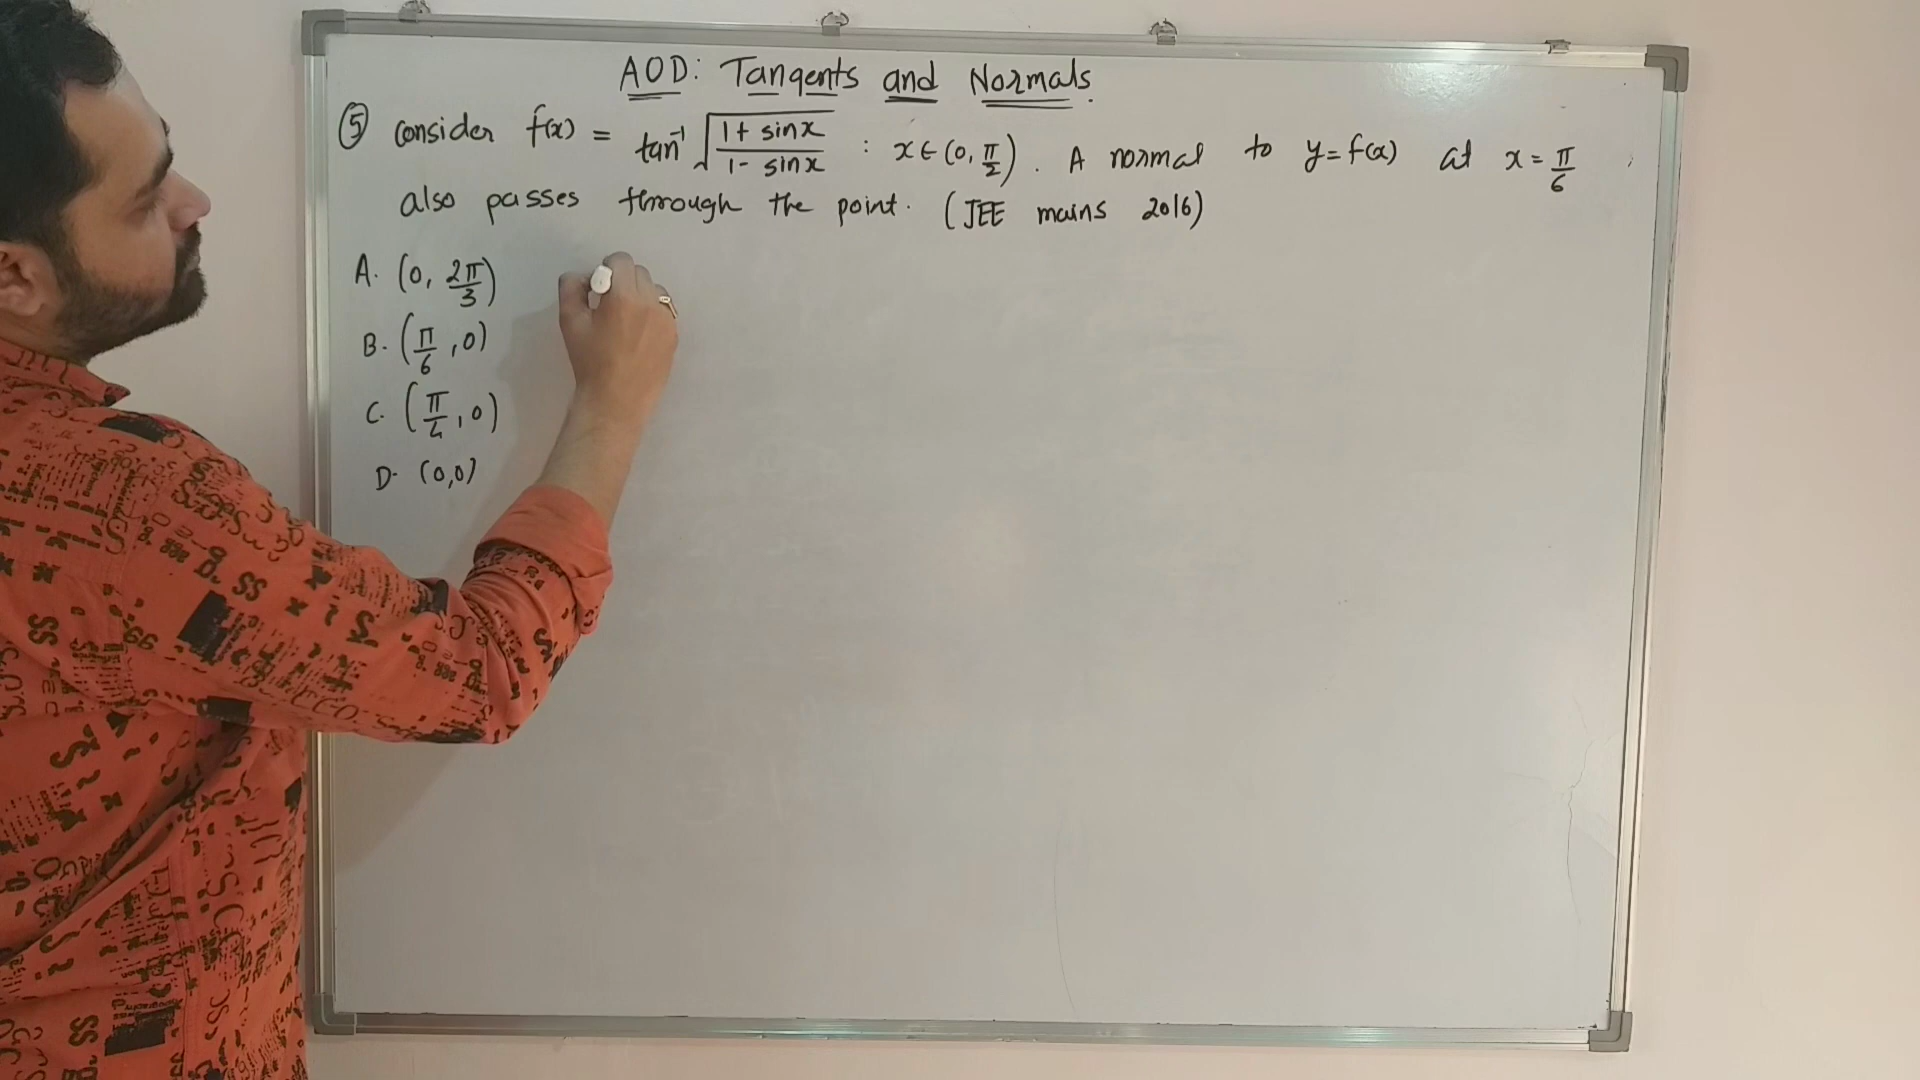 AOD: Tangents and Normals.
⑤ Consider f(x) = tan⁻¹ √((1+ sinx)/(1- sinx)) : x ∈ (0, π/2). A normal to y=f(x) at x = π/6
also passes through the point. (JEE mains 2016)
A. (0, 2π/3)
B. (π/6, 0)
C. (π/4, 0)
D. (0,0)